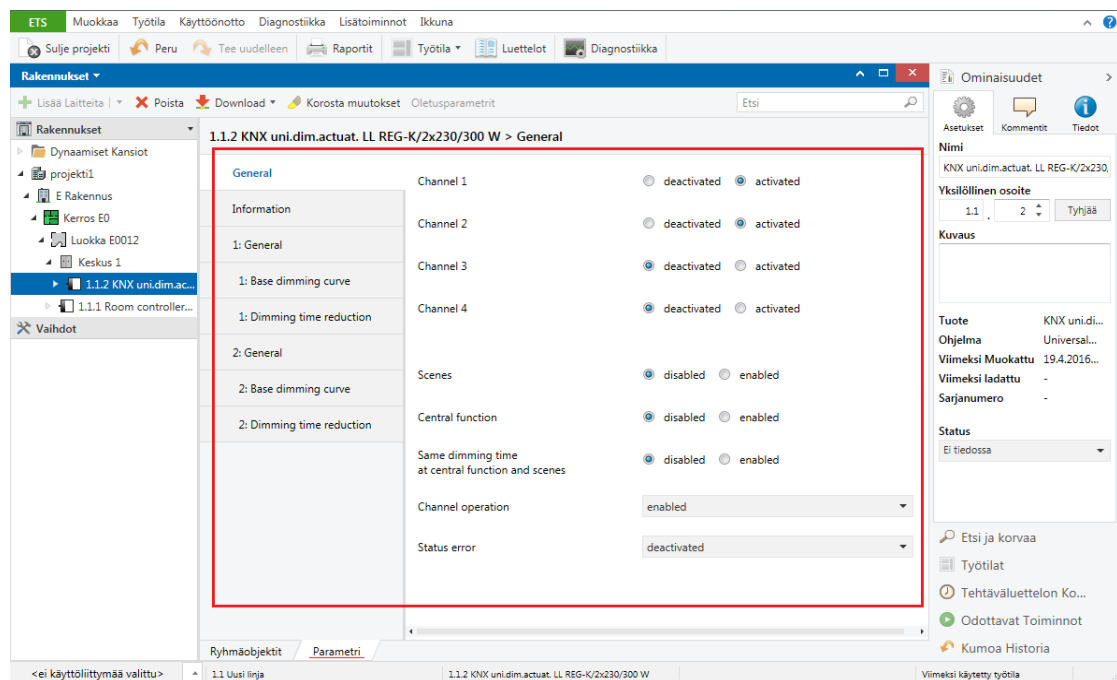 ETS Muokkaa Työtila Käyttöönotto Diagnostiikka Lisätoiminnot Ikkuna
Sulje projekti Peru Tee uudelleen Raportit Työtila Luettelot Diagnostiikka
Rakennukset
Lisää Laitteita Poista Download Korosta muutokset Oletusparametrit Etsi
Rakennukset
Dynaamiset Kansiot
projekti1
E Rakennus
Kerros E0
Luokka E0012
Keskus 1
1.1.2 KNX uni.dim.ac...
1.1.1 Room controller...
Vaihdot
1.1.2 KNX uni.dim.actuat. LL REG-K/2x230/300 W > General
General
Information
1: General
1: Base dimming curve
1: Dimming time reduction
2: General
2: Base dimming curve
2: Dimming time reduction
Channel 1 deactivated activated
Channel 2 deactivated activated
Channel 3 deactivated activated
Channel 4 deactivated activated
Scenes disabled enabled
Central function disabled enabled
Same dimming time
at central function and scenes disabled enabled
Channel operation enabled
Status error deactivated
Ryhmäobjektit Parametri
Ominaisuudet
Asetukset Kommentit Tiedot
Nimi
KNX uni.dim.actuat. LL REG-K/2x230,
Yksilöllinen osoite
1.1 . 2 Tyhjää
Kuvaus
Tuote KNX uni.di...
Ohjelma Universal...
Viimeksi Muokattu 19.4.2016...
Viimeksi ladattu -
Sarjanumero -
Status
Ei tiedossa
Etsi ja korvaa
Työtilat
Tehtäväluettelon Ko...
Odottavat Toiminnot
Kumoa Historia
<ei käyttöliittymää valittu> 1.1 Uusi linja 1.1.2 KNX uni.dim.actuat. LL REG-K/2x230/300 W Viimeksi käytetty työtila